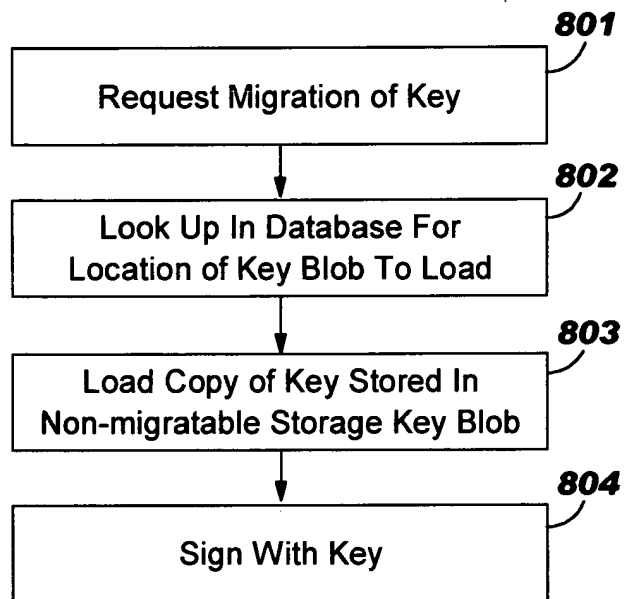 801
Request Migration of Key
802
Look Up In Database For
Location of Key Blob To Load
803
Load Copy of Key Stored In
Non-migratable Storage Key Blob
804
Sign With Key